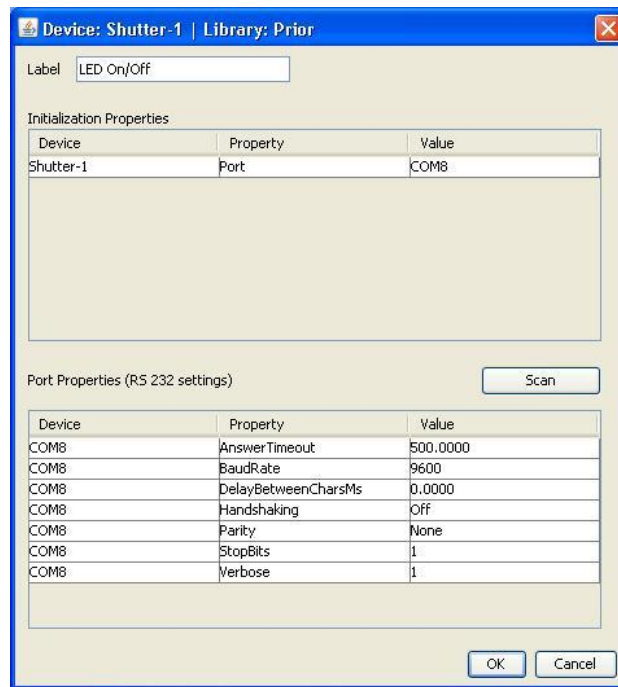 Device: Shutter-1 | Library: Prior
Label LED On/Off
Initialization Properties
Device Property Value
Shutter-1 Port COM8
Port Properties (RS 232 settings) Scan
Device Property Value
COM8 AnswerTimeout 500.0000
COM8 BaudRate 9600
COM8 DelayBetweenCharsMs 0.0000
COM8 Handshaking Off
COM8 Parity None
COM8 StopBits 1
COM8 Verbose 1
OK Cancel